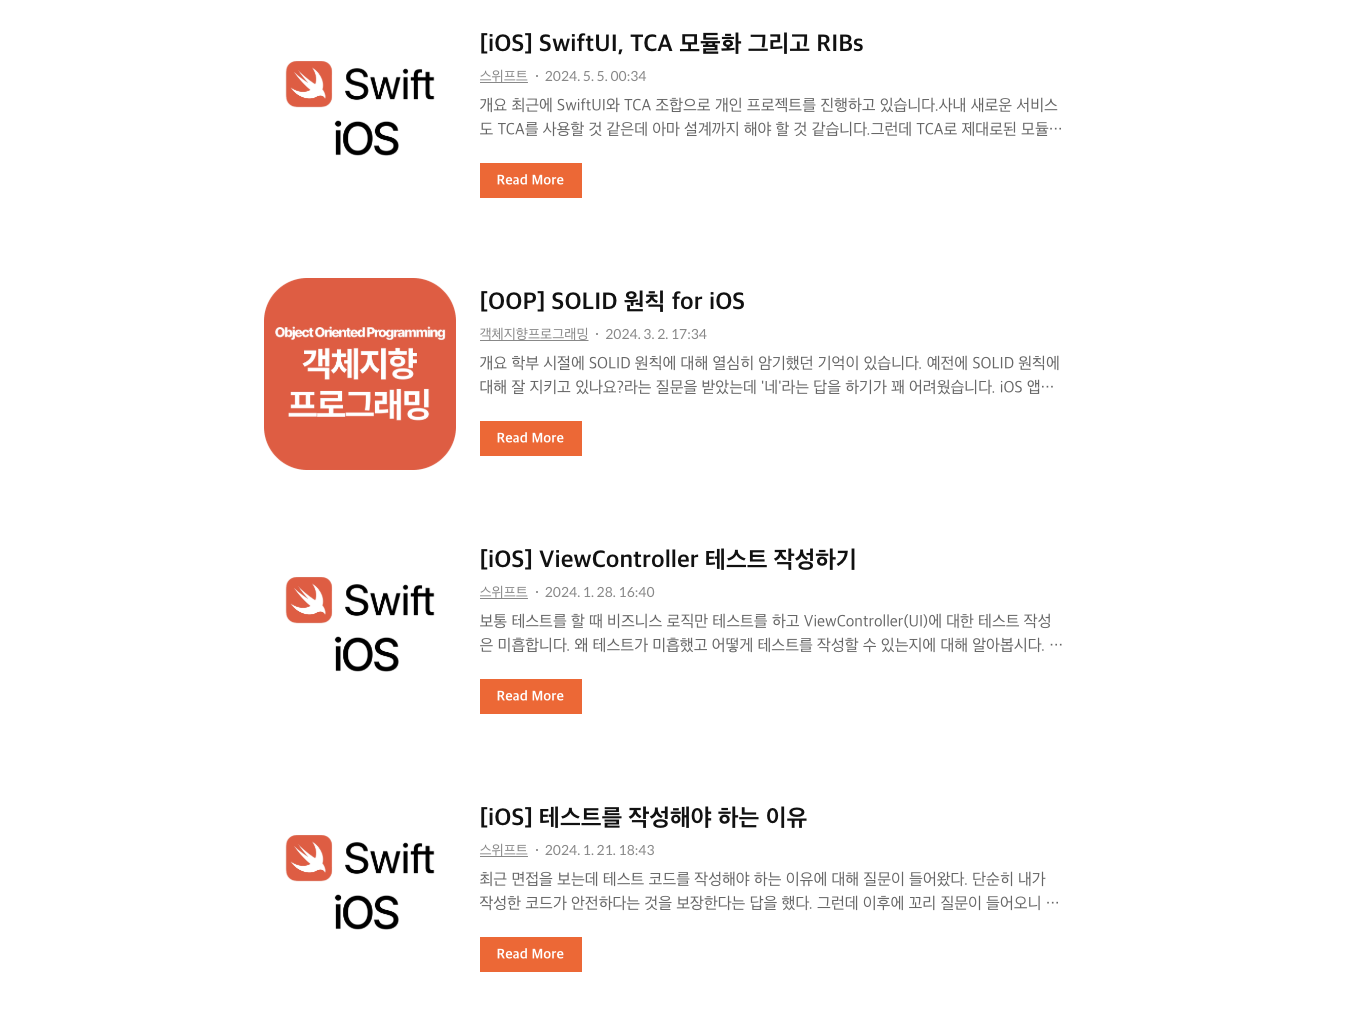 Swift
iOS
[iOS] SwiftUI, TCA 모듈화 그리고 RIBs
스위프트 · 2024. 5. 5. 00:34
개요 최근에 SwiftUI와 TCA 조합으로 개인 프로젝트를 진행하고 있습니다.사내 새로운 서비스
도 TCA를 사용할 것 같은데 아마 설계까지 해야 할 것 같습니다.그런데 TCA로 제대로된 모듈…
Read More
Object Oriented Programming
객체지향
프로그래밍
[OOP] SOLID 원칙 for iOS
객체지향프로그래밍 · 2024. 3. 2. 17:34
개요 학부 시절에 SOLID 원칙에 대해 열심히 암기했던 기억이 있습니다. 예전에 SOLID 원칙에
대해 잘 지키고 있나요?라는 질문을 받았는데 '네'라는 답을 하기가 꽤 어려웠습니다. iOS 앱…
Read More
Swift
iOS
[iOS] ViewController 테스트 작성하기
스위프트 · 2024. 1. 28. 16:40
보통 테스트를 할 때 비즈니스 로직만 테스트를 하고 ViewController(UI)에 대한 테스트 작성
은 미흡합니다. 왜 테스트가 미흡했고 어떻게 테스트를 작성할 수 있는지에 대해 알아봅시다. …
Read More
Swift
iOS
[iOS] 테스트를 작성해야 하는 이유
스위프트 · 2024. 1. 21. 18:43
최근 면접을 보는데 테스트 코드를 작성해야 하는 이유에 대해 질문이 들어왔다. 단순히 내가
작성한 코드가 안전하다는 것을 보장한다는 답을 했다. 그런데 이후에 꼬리 질문이 들어오니 …
Read More